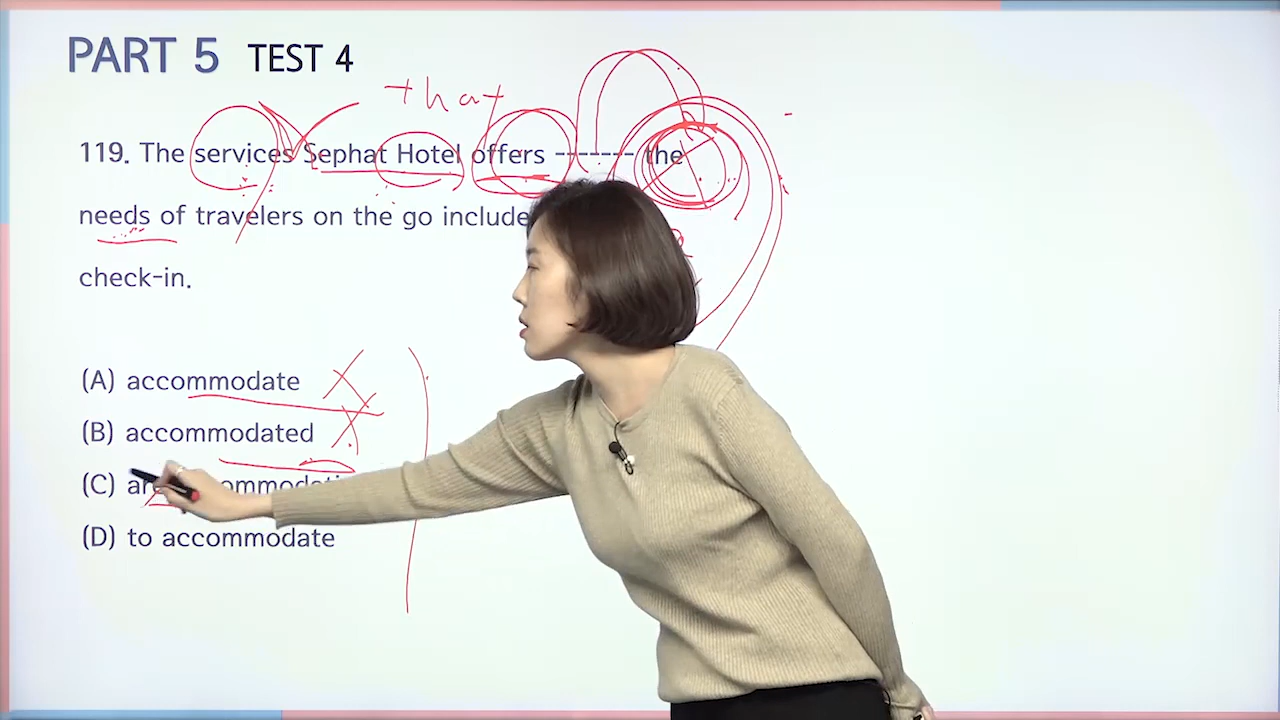 PART 5 TEST 4
that
119. The services Sephat Hotel offers ------- the
needs of travelers on the go include
check-in.
(A) accommodate
(B) accommodated
(C)
(D) to accommodate